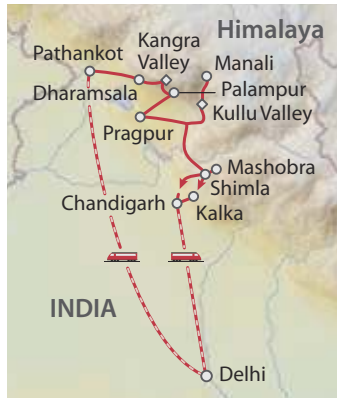 Himalaya
Kangra
Valley
Pathankot
Manali
Dharamsala
Palampur
Kullu Valley
Pragpur
Mashobra
Shimla
Chandigarh
Kalka
INDIA
Delhi